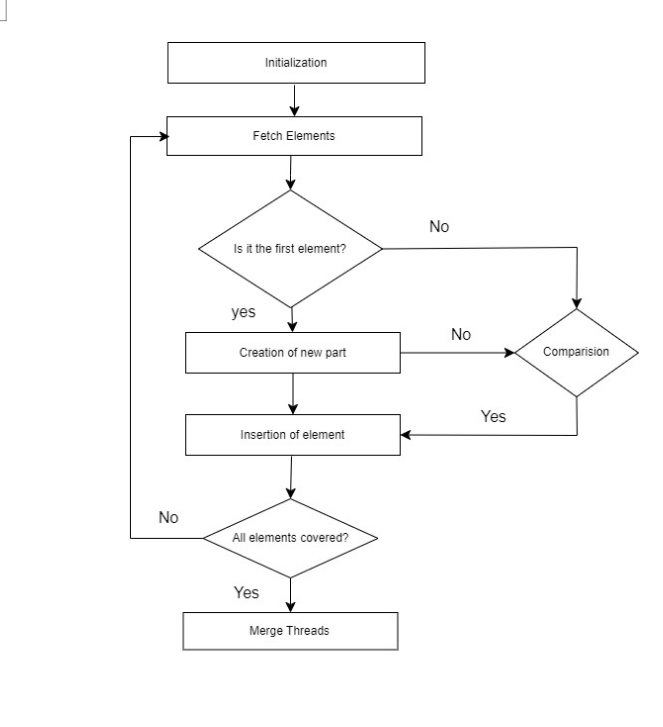 Initialization
Fetch Elements
No
Is it the first element?
yes
No
Creation of new part
Comparision
Yes
Insertion of element
No
All elements covered?
Yes
Merge Threads